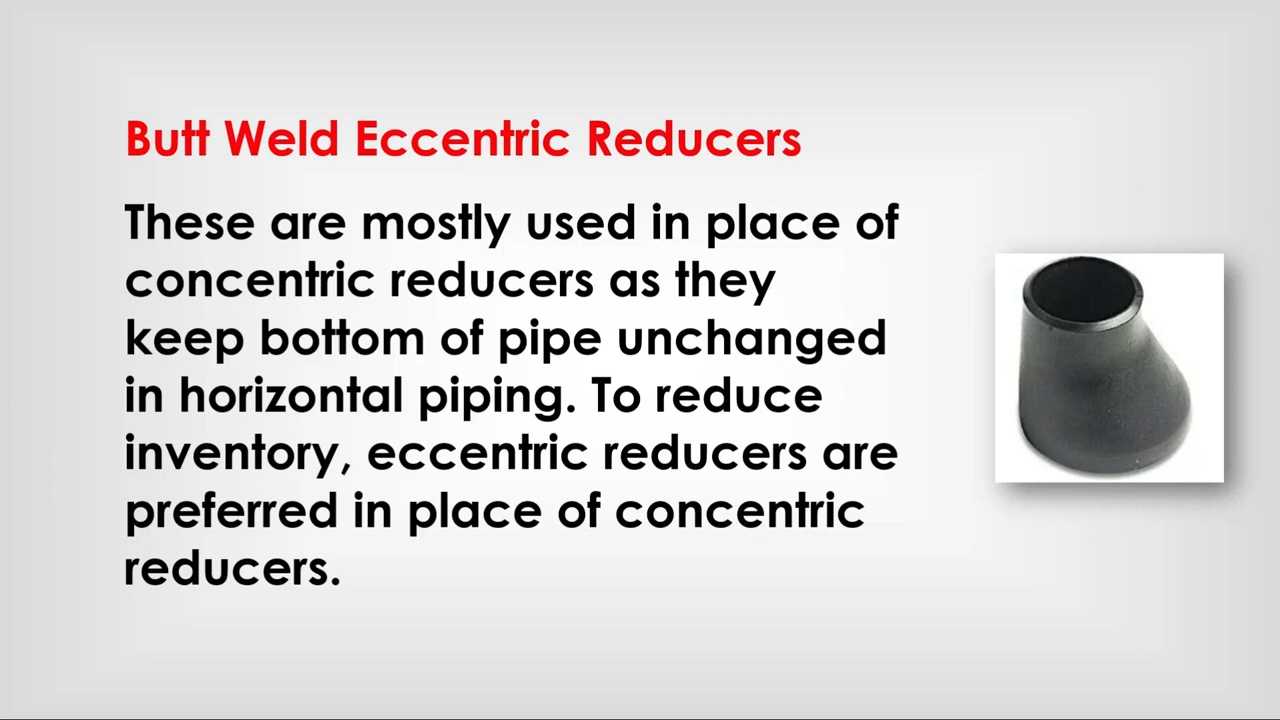 Butt Weld Eccentric Reducers
These are mostly used in place of
concentric reducers as they
keep bottom of pipe unchanged
in horizontal piping. To reduce
inventory, eccentric reducers are
preferred in place of concentric
reducers.